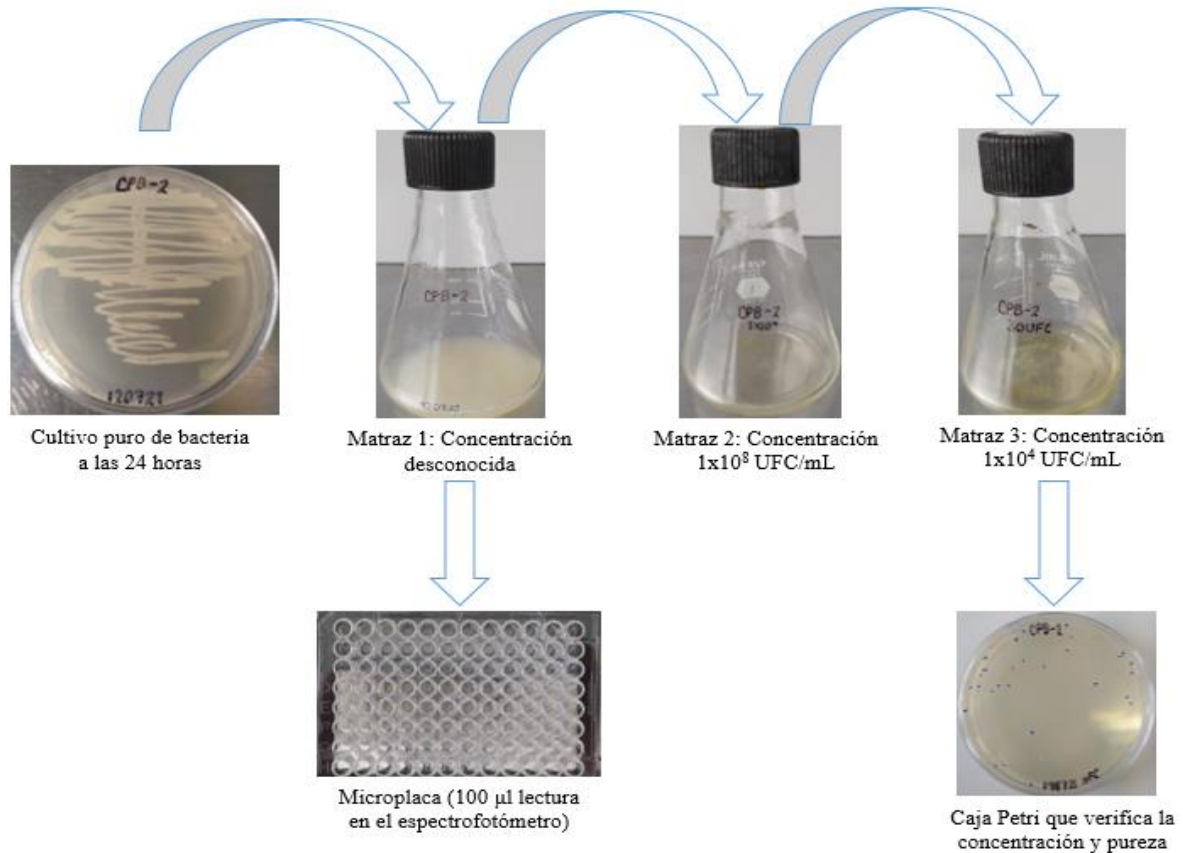 CPB-2
120721
CPB-2
CPB-2
CPB-2
Cultivo puro de bacteria
a las 24 horas
Matraz 1: Concentración
desconocida
Matraz 2: Concentración
1x10⁸ UFC/mL
Matraz 3: Concentración
1x10⁴ UFC/mL
CPB-2
Microplaca (100 µl lectura
en el espectrofotómetro)
Caja Petri que verifica la
concentración y pureza